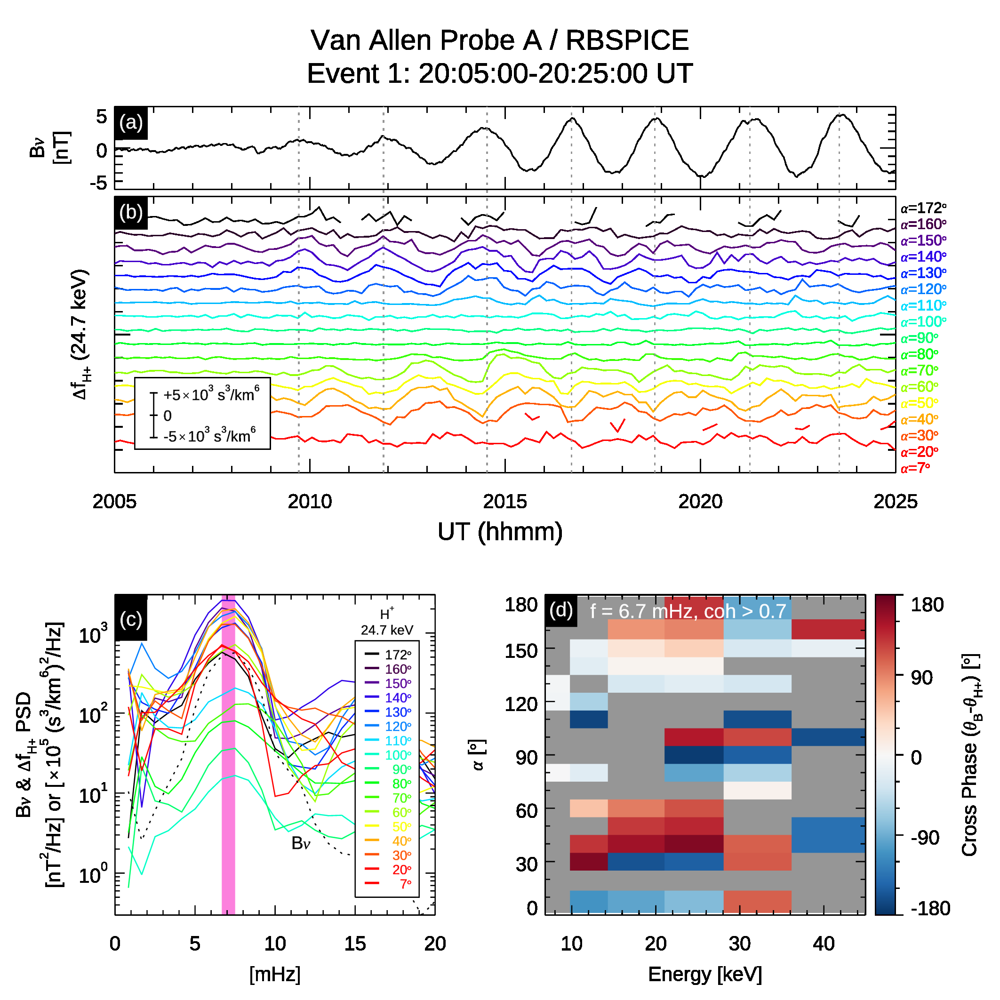 Van Allen Probe A / RBSPICE
Event 1: 20:05:00-20:25:00 UT
(a)
Bν
[nT]
5
0
-5
(b)
Δf_H+ (24.7 keV)
+5×10³ s³/km⁶
0
-5×10³ s³/km⁶
α=172°
α=160°
α=150°
α=140°
α=130°
α=120°
α=110°
α=100°
α=90°
α=80°
α=70°
α=60°
α=50°
α=40°
α=30°
α=20°
α=7°
2005 2010 2015 2020 2025
UT (hhmm)
(c)
Bν & Δf_H+ PSD
[nT²/Hz] or [×10⁵ (s³/km⁶)²/Hz]
10³
10²
10¹
10⁰
H⁺
24.7 keV
172°
160°
150°
140°
130°
120°
110°
100°
90°
80°
70°
60°
50°
40°
30°
20°
7°
Bν
0 5 10 15 20
[mHz]
(d) f = 6.7 mHz, coh > 0.7
α [°]
180
150
120
90
60
30
0
10 20 30 40
Energy [keV]
180
90
0
-90
-180
Cross Phase (θ_B-θ_H+) [°]